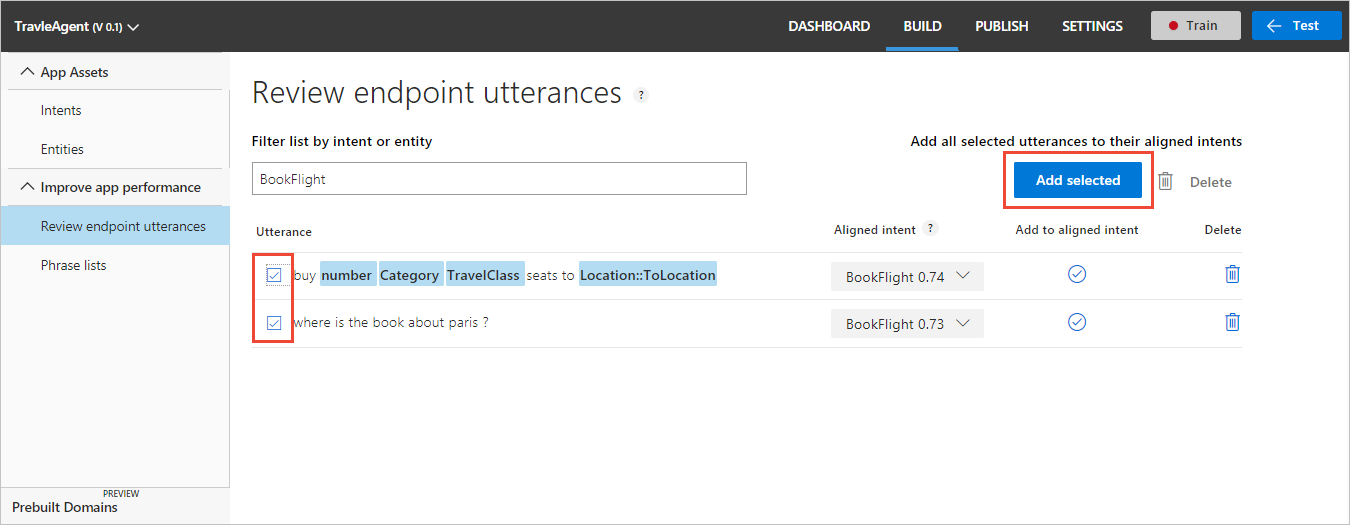 TravleAgent (V 0.1) DASHBOARD BUILD PUBLISH SETTINGS Train Test
App Assets
Intents
Entities
Improve app performance
Review endpoint utterances
Phrase lists
PREVIEW
Prebuilt Domains
Review endpoint utterances ?
Filter list by intent or entity
Add all selected utterances to their aligned intents
BookFlight
Add selected Delete
Utterance Aligned intent ? Add to aligned intent Delete
buy number Category TravelClass seats to Location::ToLocation BookFlight 0.74
where is the book about paris ? BookFlight 0.73